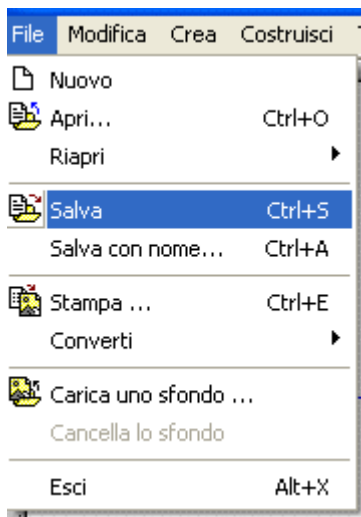 File Modifica Crea Costruisci
Nuovo
Apri... Ctrl+O
Riapri
Salva Ctrl+S
Salva con nome... Ctrl+A
Stampa ... Ctrl+E
Converti
Carica uno sfondo ...
Cancella lo sfondo
Esci Alt+X